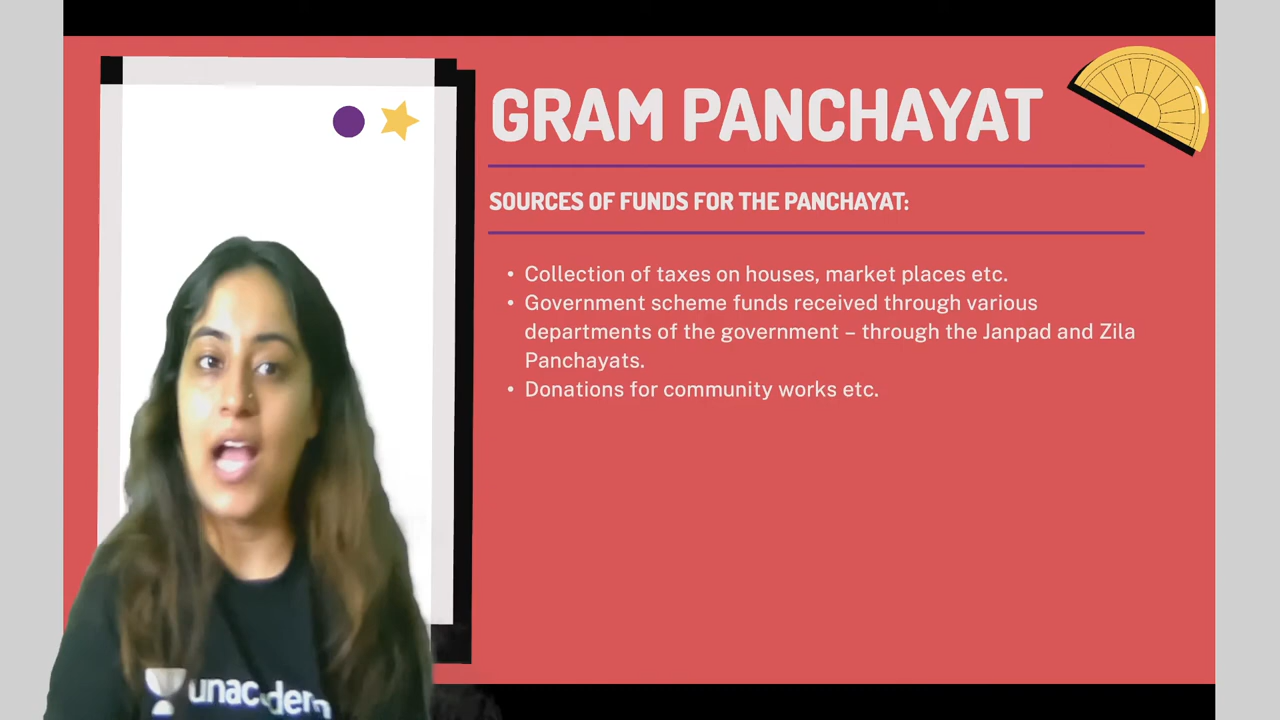 GRAM PANCHAYAT
SOURCES OF FUNDS FOR THE PANCHAYAT:
• Collection of taxes on houses, market places etc.
• Government scheme funds received through various
departments of the government – through the Janpad and Zila
Panchayats.
• Donations for community works etc.
unacademy